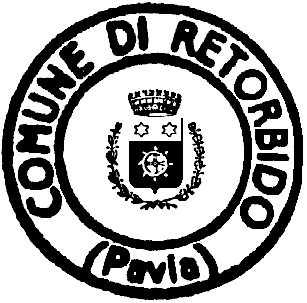 COMUNE DI RETORBIDO
(Pavia)